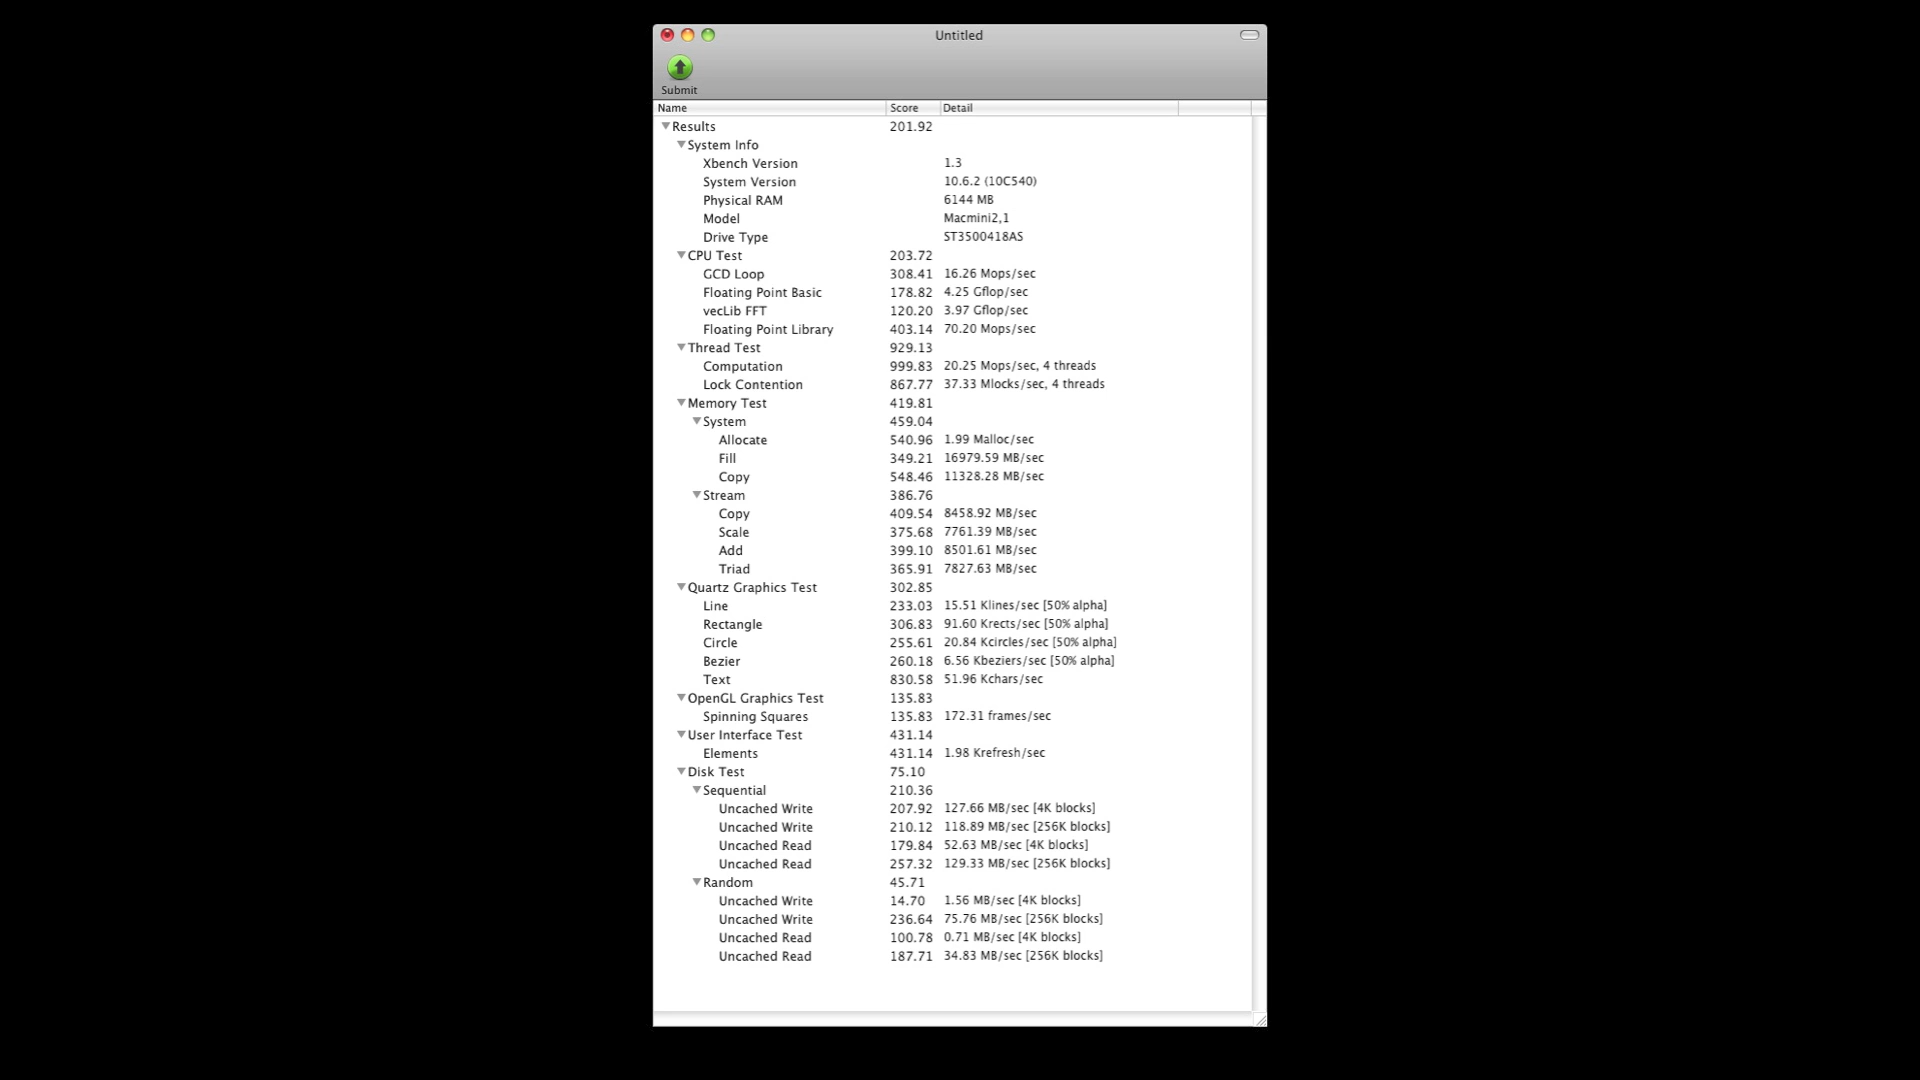 Untitled
Submit
Name Score Detail
Results 201.92
System Info
Xbench Version 1.3
System Version 10.6.2 (10C540)
Physical RAM 6144 MB
Model Macmini2,1
Drive Type ST3500418AS
CPU Test 203.72
GCD Loop 308.41 16.26 Mops/sec
Floating Point Basic 178.82 4.25 Gflop/sec
vecLib FFT 120.20 3.97 Gflop/sec
Floating Point Library 403.14 70.20 Mops/sec
Thread Test 929.13
Computation 999.83 20.25 Mops/sec, 4 threads
Lock Contention 867.77 37.33 Mlocks/sec, 4 threads
Memory Test 419.81
System 459.04
Allocate 540.96 1.99 Malloc/sec
Fill 349.21 16979.59 MB/sec
Copy 548.46 11328.28 MB/sec
Stream 386.76
Copy 409.54 8458.92 MB/sec
Scale 375.68 7761.39 MB/sec
Add 399.10 8501.61 MB/sec
Triad 365.91 7827.63 MB/sec
Quartz Graphics Test 302.85
Line 233.03 15.51 Klines/sec [50% alpha]
Rectangle 306.83 91.60 Krects/sec [50% alpha]
Circle 255.61 20.84 Kcircles/sec [50% alpha]
Bezier 260.18 6.56 Kbeziers/sec [50% alpha]
Text 830.58 51.96 Kchars/sec
OpenGL Graphics Test 135.83
Spinning Squares 135.83 172.31 frames/sec
User Interface Test 431.14
Elements 431.14 1.98 Krefresh/sec
Disk Test 75.10
Sequential 210.36
Uncached Write 207.92 127.66 MB/sec [4K blocks]
Uncached Write 210.12 118.89 MB/sec [256K blocks]
Uncached Read 179.84 52.63 MB/sec [4K blocks]
Uncached Read 257.32 129.33 MB/sec [256K blocks]
Random 45.71
Uncached Write 14.70 1.56 MB/sec [4K blocks]
Uncached Write 236.64 75.76 MB/sec [256K blocks]
Uncached Read 100.78 0.71 MB/sec [4K blocks]
Uncached Read 187.71 34.83 MB/sec [256K blocks]